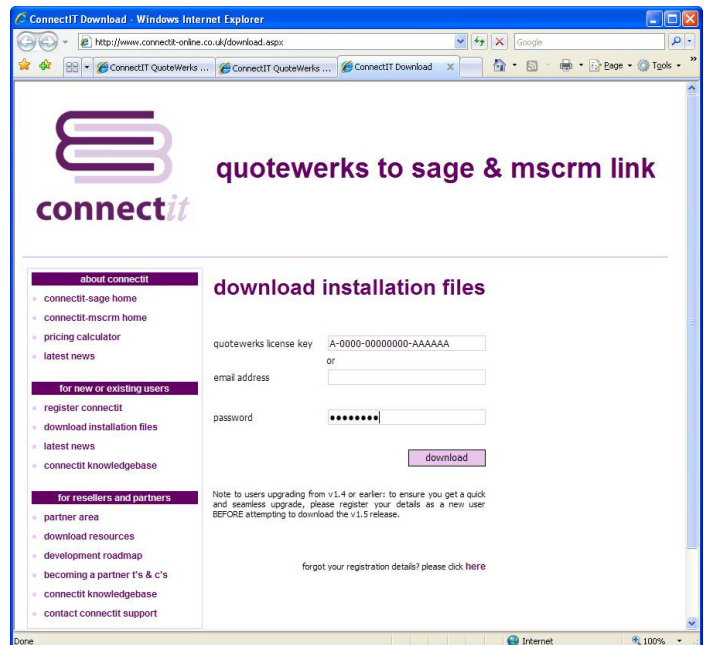 ConnectIT Download - Windows Internet Explorer
http://www.connectit-online.co.uk/download.aspx
Google
ConnectIT QuoteWerks ...
ConnectIT QuoteWerks ...
ConnectIT Download
Page
Tools
connectit
quotewerks to sage & mscrm link
about connectit
connectit-sage home
connectit-mscrm home
pricing calculator
latest news
for new or existing users
register connectit
download installation files
latest news
connectit knowledgebase
for resellers and partners
partner area
download resources
development roadmap
becoming a partner t's & c's
connectit knowledgebase
contact connectit support
download installation files
quotewerks license key
A-0000-00000000-AAAAAA
or
email address
password
download
Note to users upgrading from v1.4 or earlier: to ensure you get a quick
and seamless upgrade, please register your details as a new user
BEFORE attempting to download the v1.5 release.
forgot your registration details? please click here
Done
Internet
100%